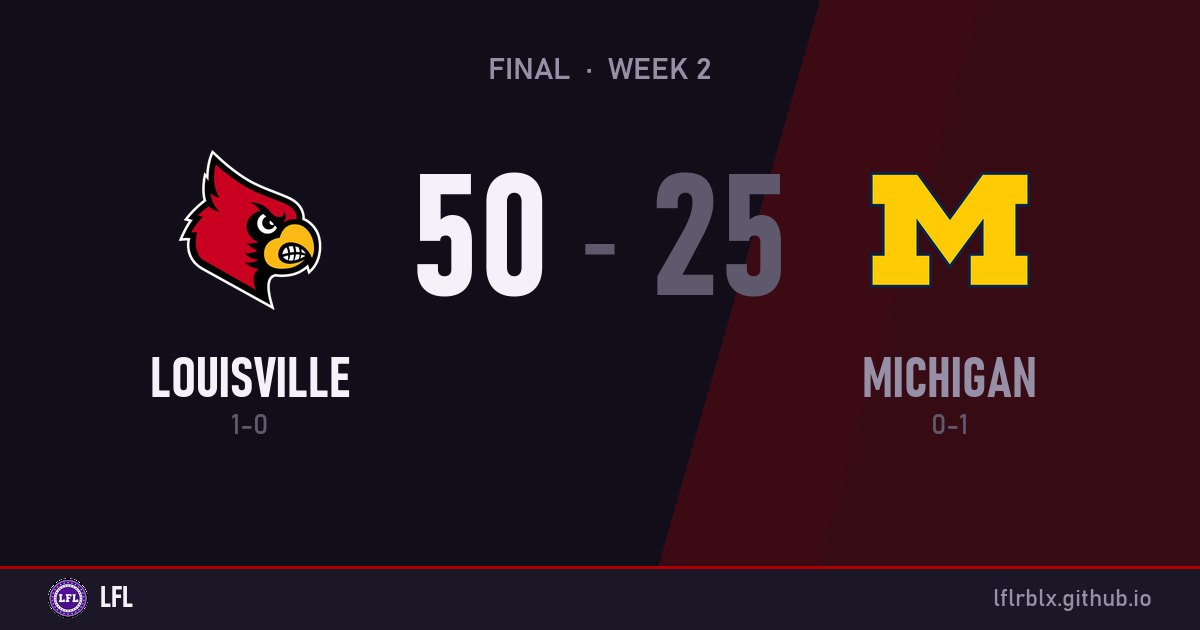 FINAL · WEEK 2
50 - 25
M
LOUISVILLE
MICHIGAN
1-0
0-1
LFL
LFL
lflrblx.github.io